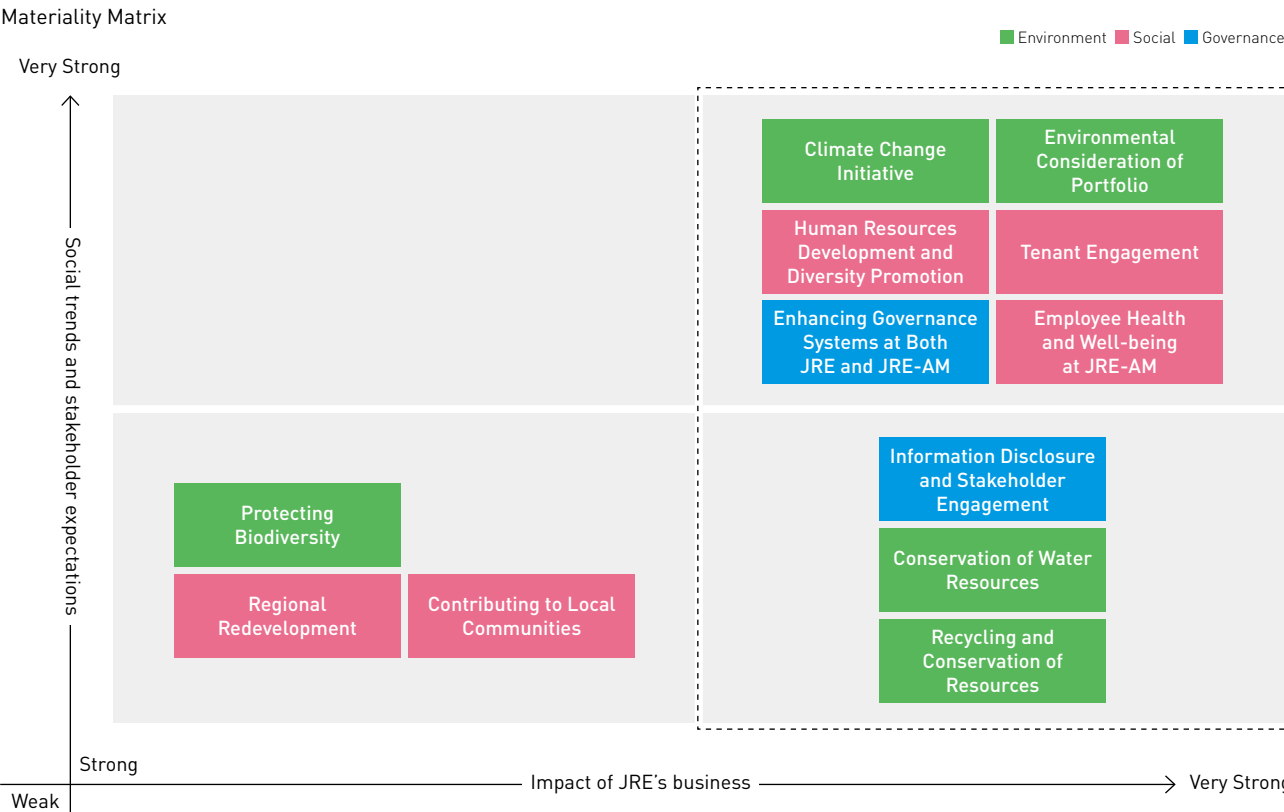 Materiality Matrix
Environment Social Governance
Very Strong
Climate Change
Initiative
Environmental
Consideration of
Portfolio
Human Resources
Development and
Diversity Promotion
Tenant Engagement
Enhancing Governance
Systems at Both
JRE and JRE-AM
Employee Health
and Well-being
at JRE-AM
Social trends and stakeholder expectations
Information Disclosure
and Stakeholder
Engagement
Protecting
Biodiversity
Conservation of Water
Resources
Regional
Redevelopment
Contributing to Local
Communities
Recycling and
Conservation of
Resources
Strong
Impact of JRE's business
Very Strong
Weak